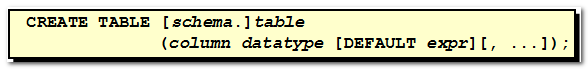 CREATE TABLE [schema.]table
(column datatype [DEFAULT expr][, ...]);